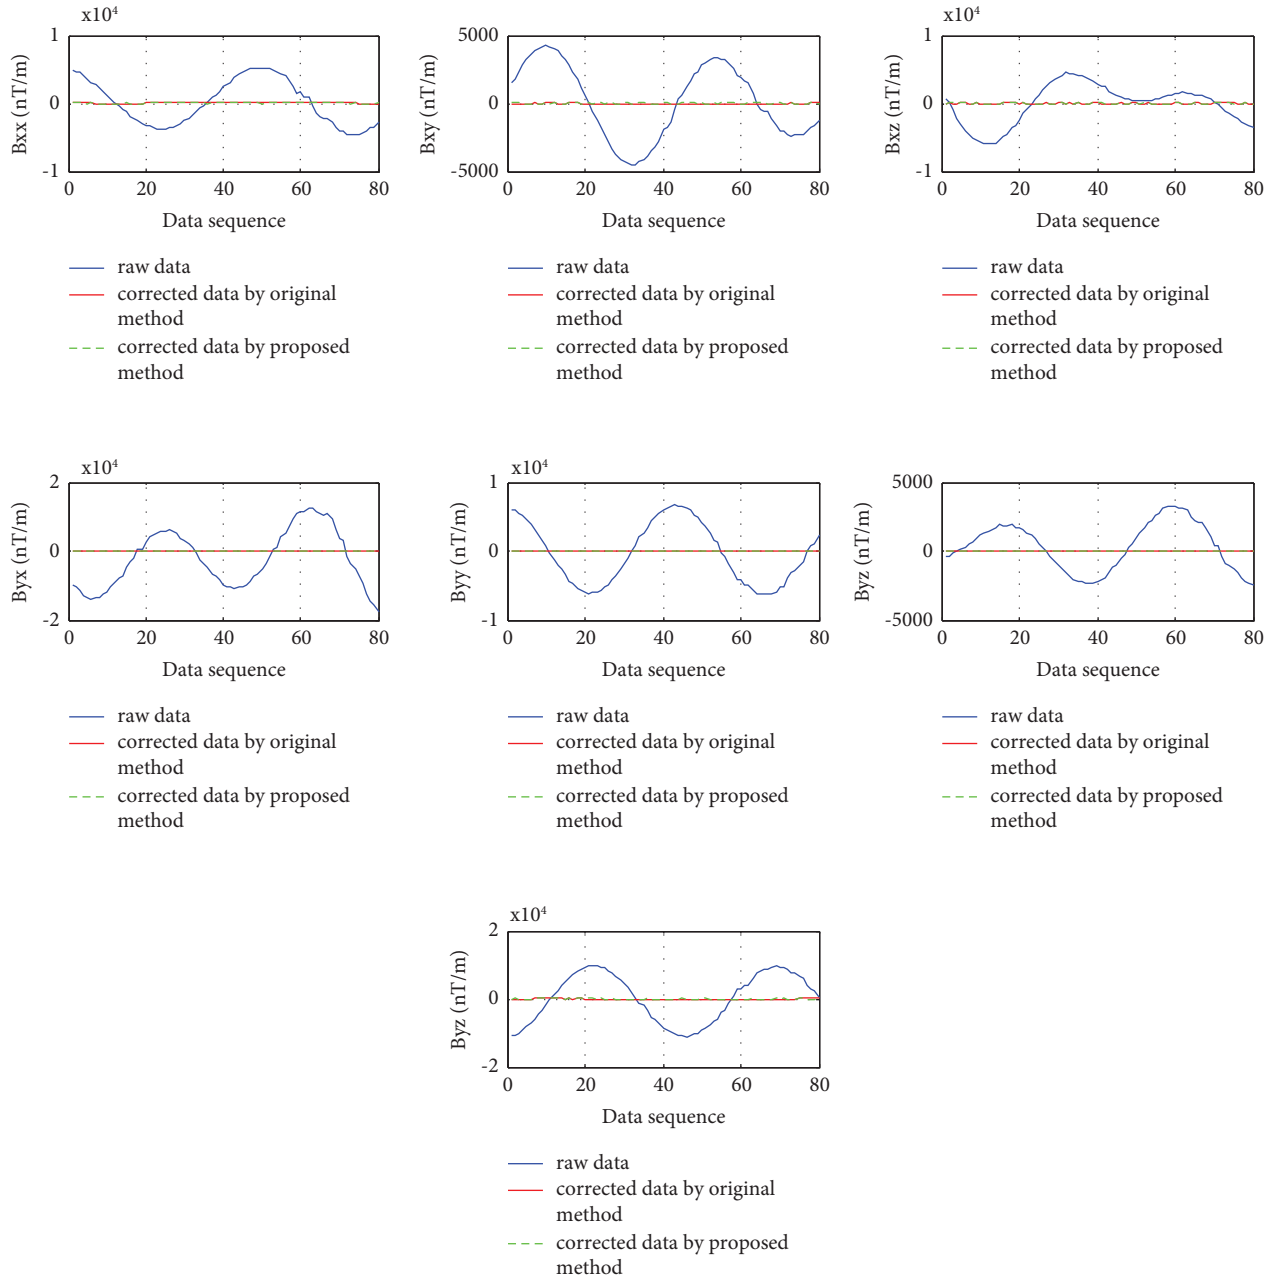 x10⁴
1
0
-1
Bxx (nT/m)
0 20 40 60 80
Data sequence
raw data
corrected data by original
method
corrected data by proposed
method
5000
0
-5000
Bxy (nT/m)
0 20 40 60 80
Data sequence
raw data
corrected data by original
method
corrected data by proposed
method
x10⁴
1
0
-1
Bxz (nT/m)
0 20 40 60 80
Data sequence
raw data
corrected data by original
method
corrected data by proposed
method
x10⁴
2
0
-2
Byx (nT/m)
0 20 40 60 80
Data sequence
raw data
corrected data by original
method
corrected data by proposed
method
x10⁴
1
0
-1
Byy (nT/m)
0 20 40 60 80
Data sequence
raw data
corrected data by original
method
corrected data by proposed
method
5000
0
-5000
Byz (nT/m)
0 20 40 60 80
Data sequence
raw data
corrected data by original
method
corrected data by proposed
method
x10⁴
2
0
-2
Byz (nT/m)
0 20 40 60 80
Data sequence
raw data
corrected data by original
method
corrected data by proposed
method